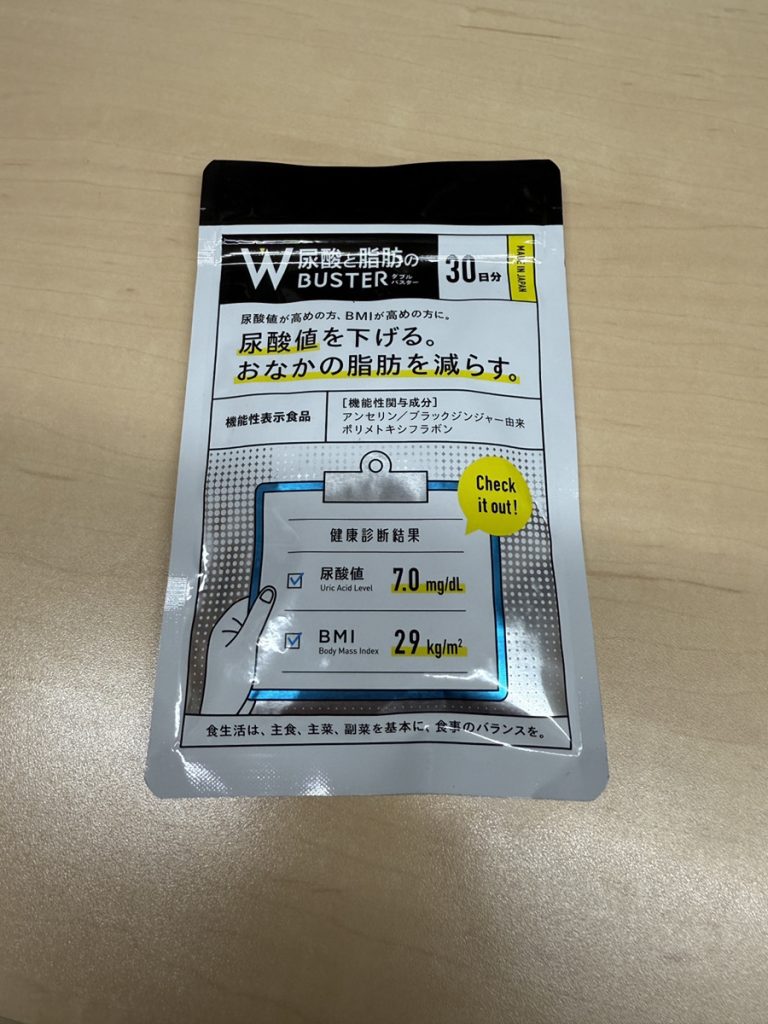 W 尿酸と脂肪の
BUSTER ダブルバスター
30日分
MADE IN JAPAN
尿酸値が高めの方、BMIが高めの方に。
尿酸値を下げる。
おなかの脂肪を減らす。
機能性表示食品
[機能性関与成分]
アンセリン／ブラックジンジャー由来
ポリメトキシフラボン
Check
it out!
健康診断結果
尿酸値 7.0 mg/dL
Uric Acid Level
BMI 29 kg/m²
Body Mass Index
食生活は、主食、主菜、副菜を基本に、食事のバランスを。